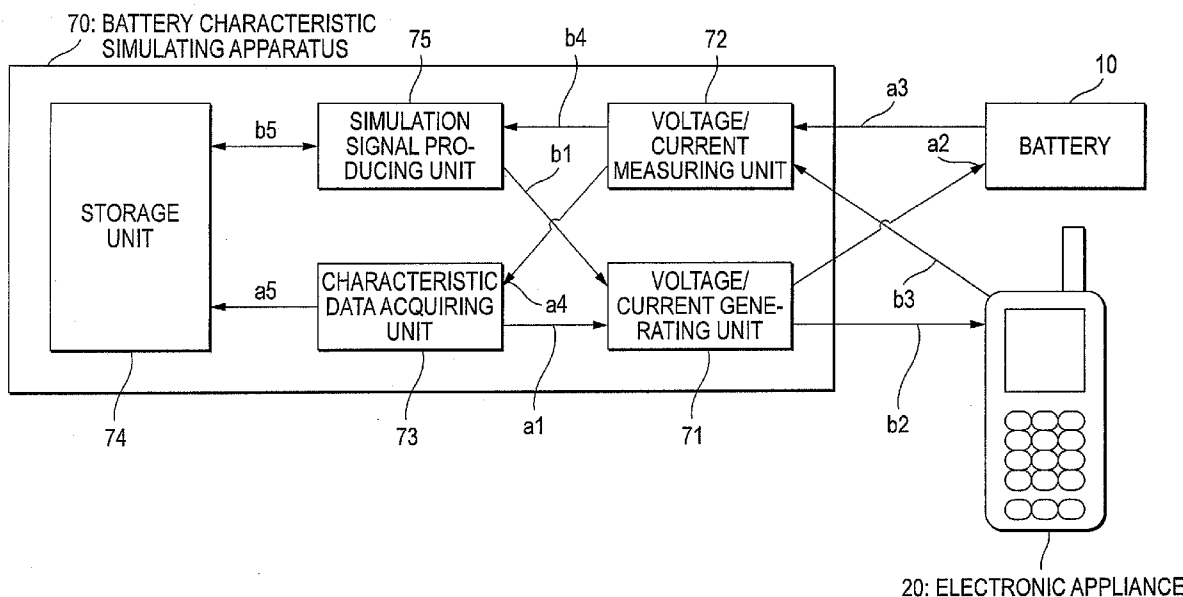 70: BATTERY CHARACTERISTIC
SIMULATING APPARATUS
75
b4
72
10
a3
a2
STORAGE
UNIT
b5
SIMULATION
SIGNAL PRO-
DUCING UNIT
b1
VOLTAGE/
CURRENT
MEASURING UNIT
BATTERY
a5
CHARACTERISTIC
DATA ACQUIRING
UNIT
a4
VOLTAGE/
CURRENT GENE-
RATING UNIT
b3
74
73
a1
71
b2
20: ELECTRONIC APPLIANCE